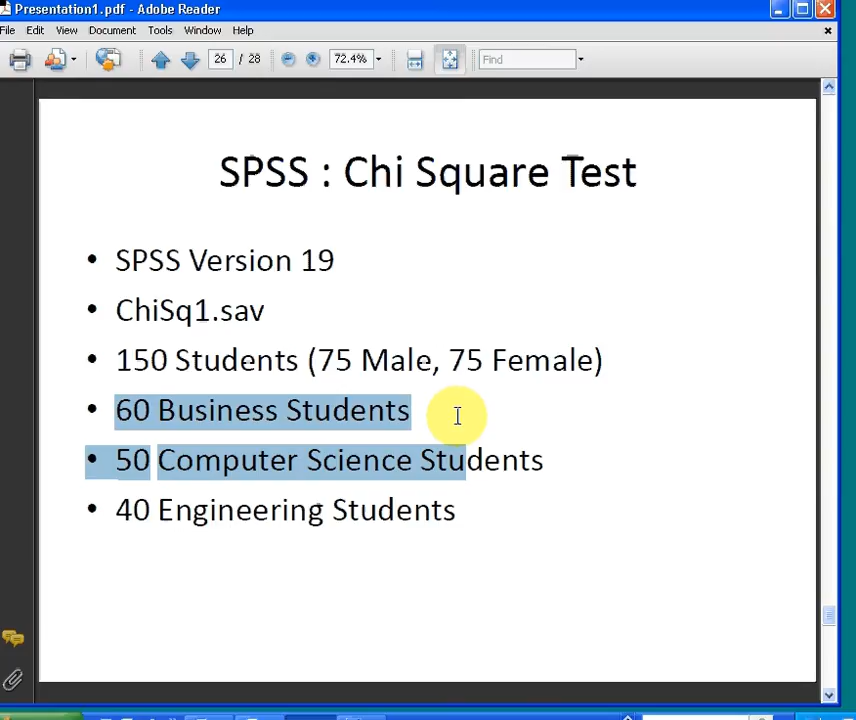 Presentation1.pdf - Adobe Reader
File Edit View Document Tools Window Help
26 / 28 72.4% Find
SPSS : Chi Square Test
• SPSS Version 19
• ChiSq1.sav
• 150 Students (75 Male, 75 Female)
• 60 Business Students
• 50 Computer Science Students
• 40 Engineering Students